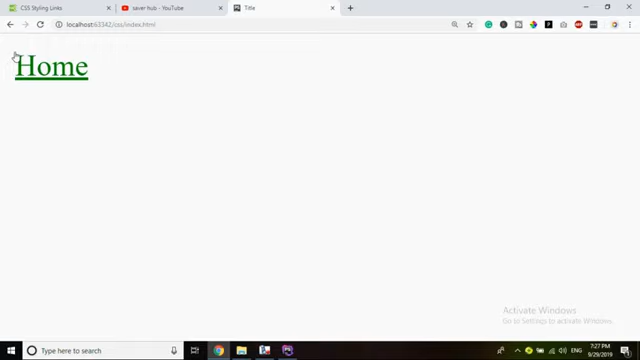 CSS Styling Links
saver hub - YouTube
Title
localhost:63342/css/index.html
Home
Activate Windows
Go to Settings to activate Windows.
Type here to search
ENG
7:27 PM
9/29/2019